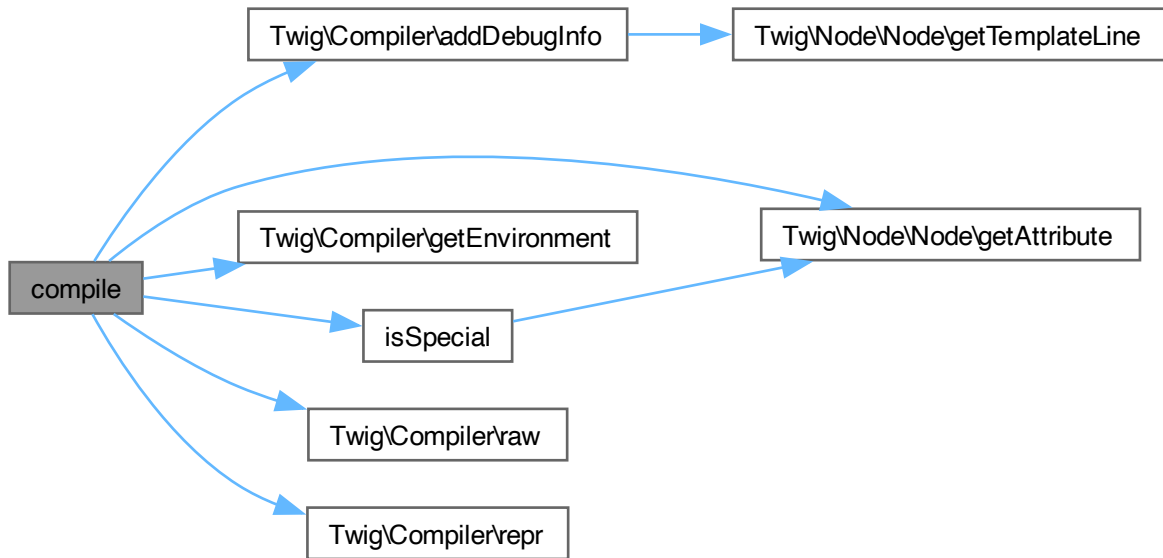 compile
Twig\Compiler\addDebugInfo
Twig\Node\Node\getTemplateLine
Twig\Compiler\getEnvironment
Twig\Node\Node\getAttribute
isSpecial
Twig\Compiler\raw
Twig\Compiler\repr